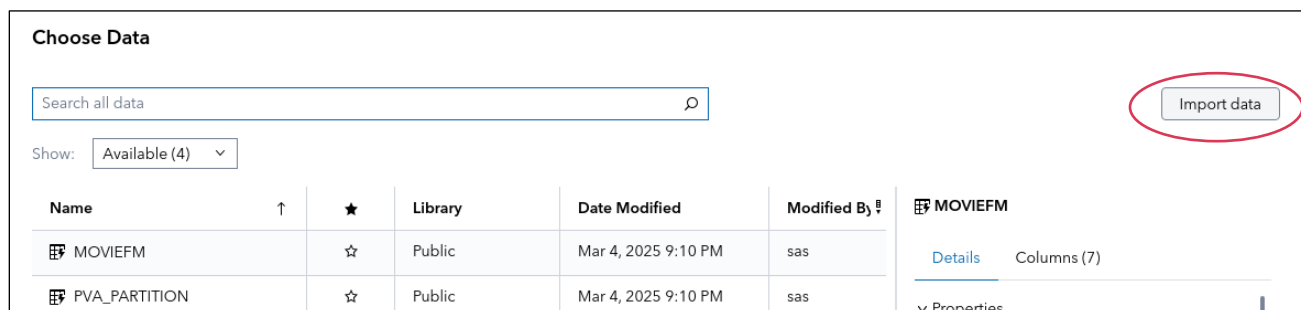 Choose Data
Search all data
Import data
Show: Available (4)
Name Library Date Modified Modified By
MOVIEFM Public Mar 4, 2025 9:10 PM sas
PVA_PARTITION Public Mar 4, 2025 9:10 PM sas
MOVIEFM
Details Columns (7)
Properties